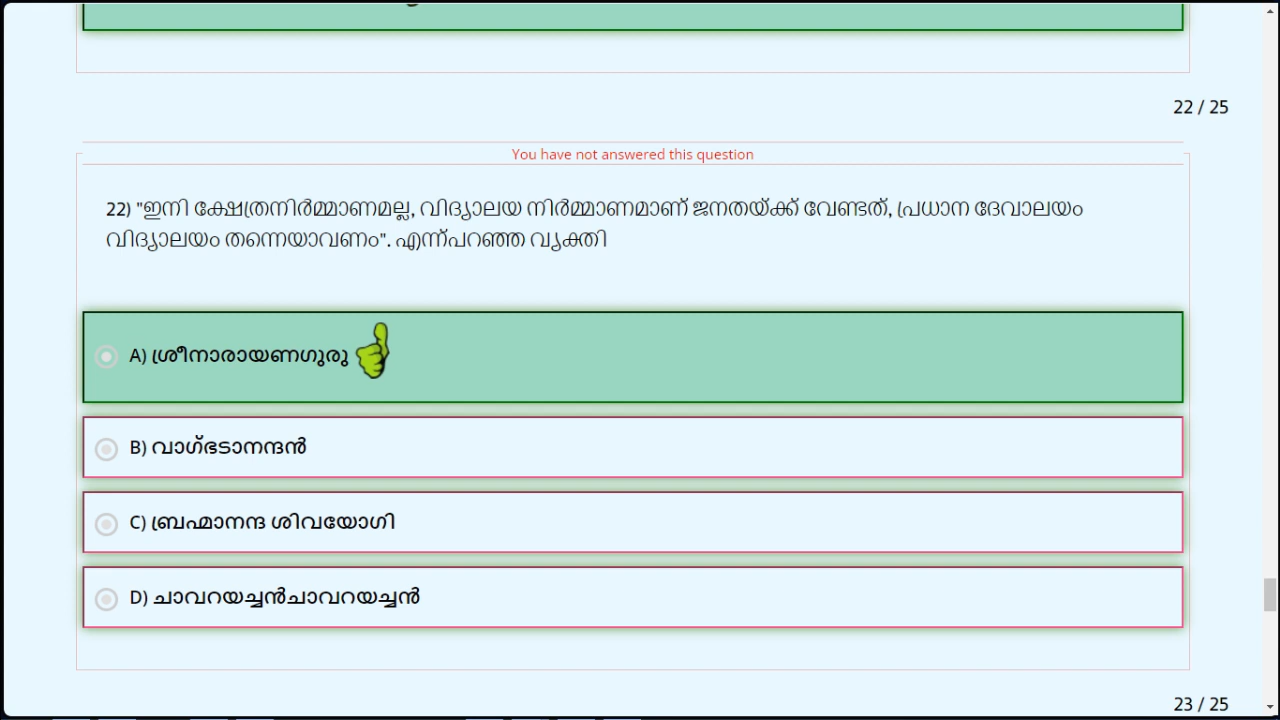 22 / 25
You have not answered this question
22) "ഇനി ക്ഷേത്രനിർമ്മാണമല്ല, വിദ്യാലയ നിർമ്മാണമാണ് ജനതയ്ക്ക് വേണ്ടത്, പ്രധാന ദേവാലയം
വിദ്യാലയം തന്നെയാവണം". എന്ന്പറഞ്ഞ വ്യക്തി
A) ശ്രീനാരായണഗുരു
B) വാഗ്ഭടാനന്ദൻ
C) ബ്രഹ്മാനന്ദ ശിവയോഗി
D) ചാവറയച്ചൻചാവറയച്ചൻ
23 / 25